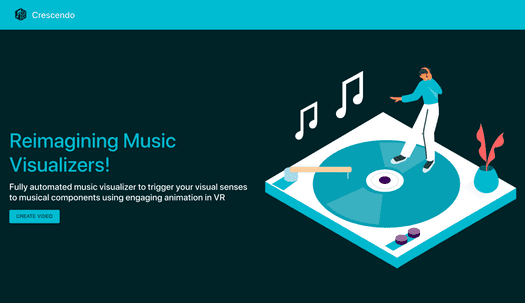 Crescendo
Reimagining Music
Visualizers!
Fully automated music visualizer to trigger your visual senses
to musical components using engaging animation in VR
CREATE VIDEO